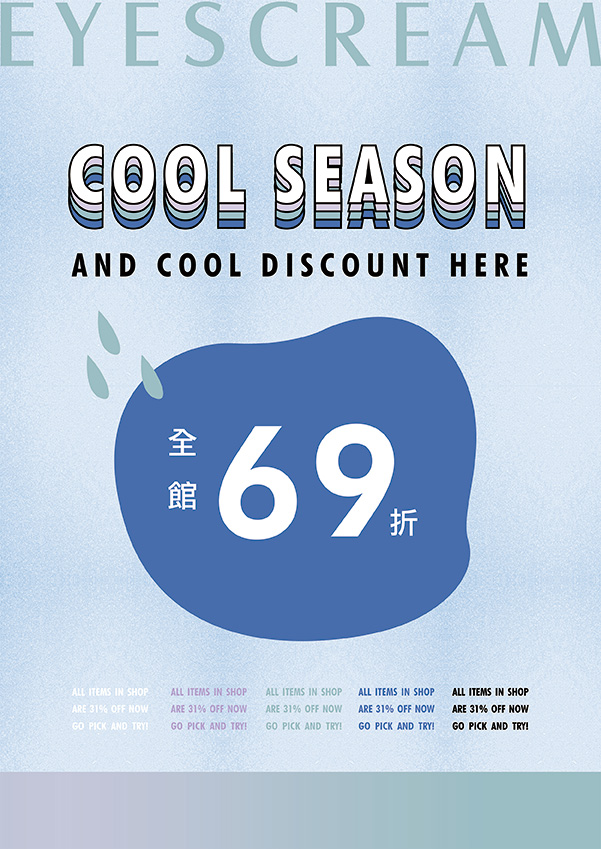 EYESCREAM
COOL SEASON
AND COOL DISCOUNT HERE
全館
69折
ALL ITEMS IN SHOP
ARE 31% OFF NOW
GO PICK AND TRY!
ALL ITEMS IN SHOP
ARE 31% OFF NOW
GO PICK AND TRY!
ALL ITEMS IN SHOP
ARE 31% OFF NOW
GO PICK AND TRY!
ALL ITEMS IN SHOP
ARE 31% OFF NOW
GO PICK AND TRY!
ALL ITEMS IN SHOP
ARE 31% OFF NOW
GO PICK AND TRY!